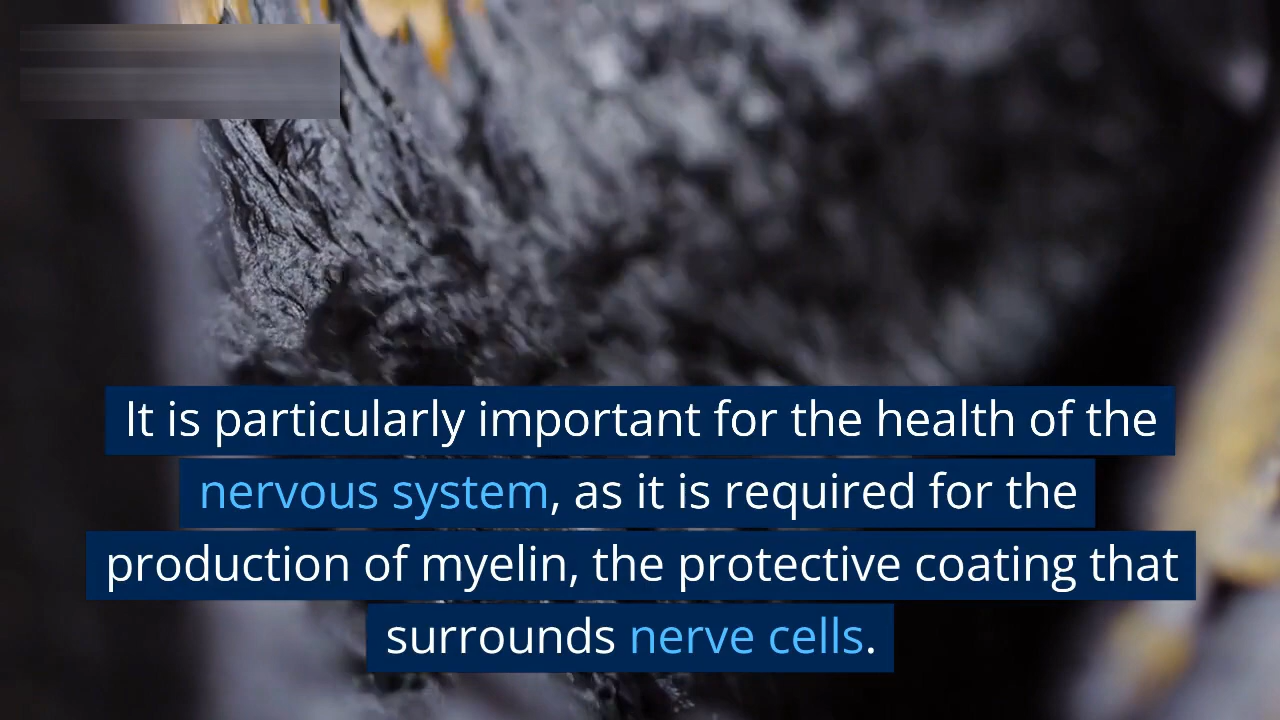 It is particularly important for the health of the
nervous system, as it is required for the
production of myelin, the protective coating that
surrounds nerve cells.